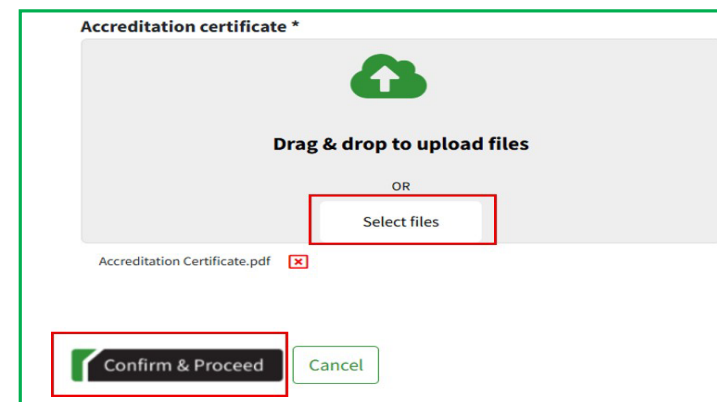 Accreditation certificate *
Drag & drop to upload files
OR
Select files
Accreditation Certificate.pdf
Confirm & Proceed
Cancel